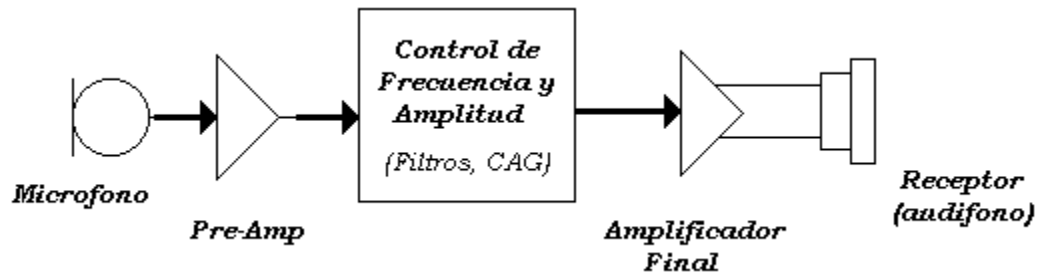 Microfono
Pre-Amp
Control de
Frecuencia y
Amplitud
(Filtros, CAG)
Amplificador
Final
Receptor
(audifono)